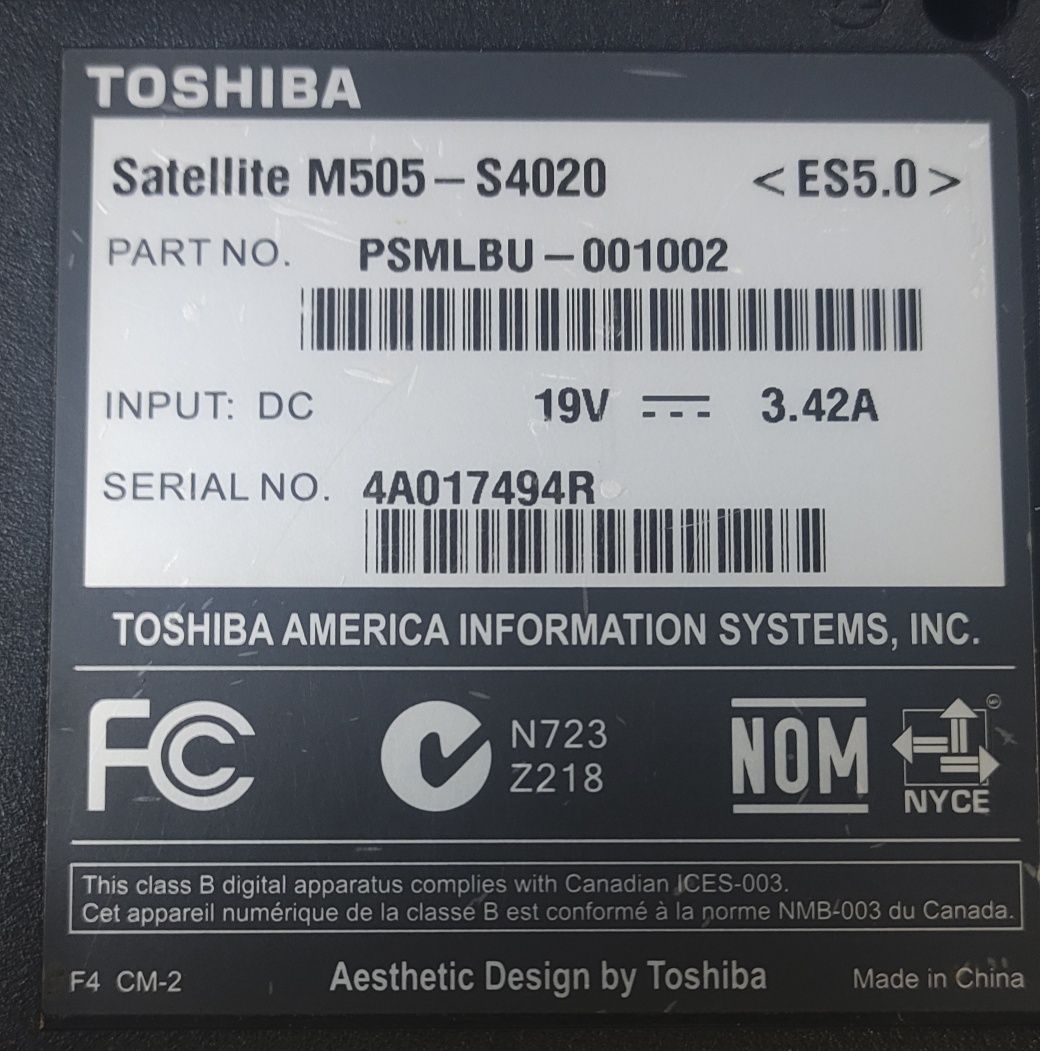 TOSHIBA
Satellite M505 – S4020 <ES5.0>
PART NO. PSMLBU – 001002
INPUT: DC 19V ⎓ 3.42A
SERIAL NO. 4A017494R
TOSHIBA AMERICA INFORMATION SYSTEMS, INC.
FC N723 NOM
Z218
NYCE
This class B digital apparatus complies with Canadian ICES-003.
Cet appareil numérique de la classe B est conformé à la norme NMB-003 du Canada.
F4 CM-2 Aesthetic Design by Toshiba Made in China